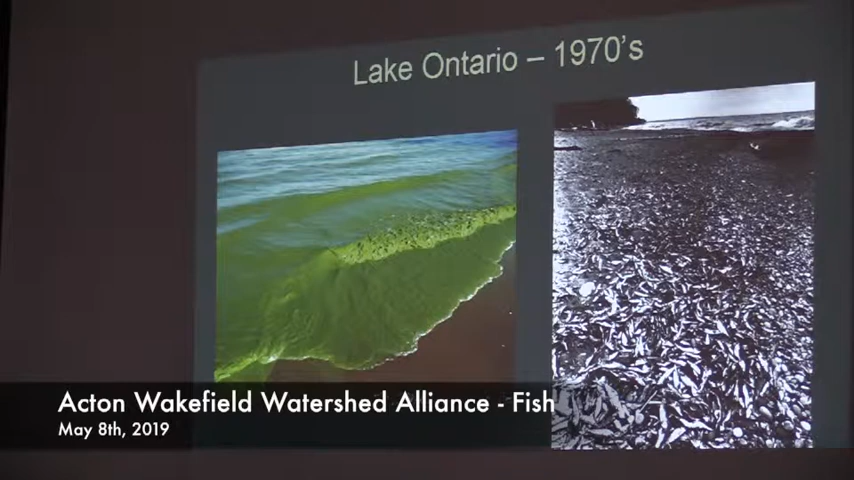 Lake Ontario – 1970's
Acton Wakefield Watershed Alliance - Fish
May 8th, 2019